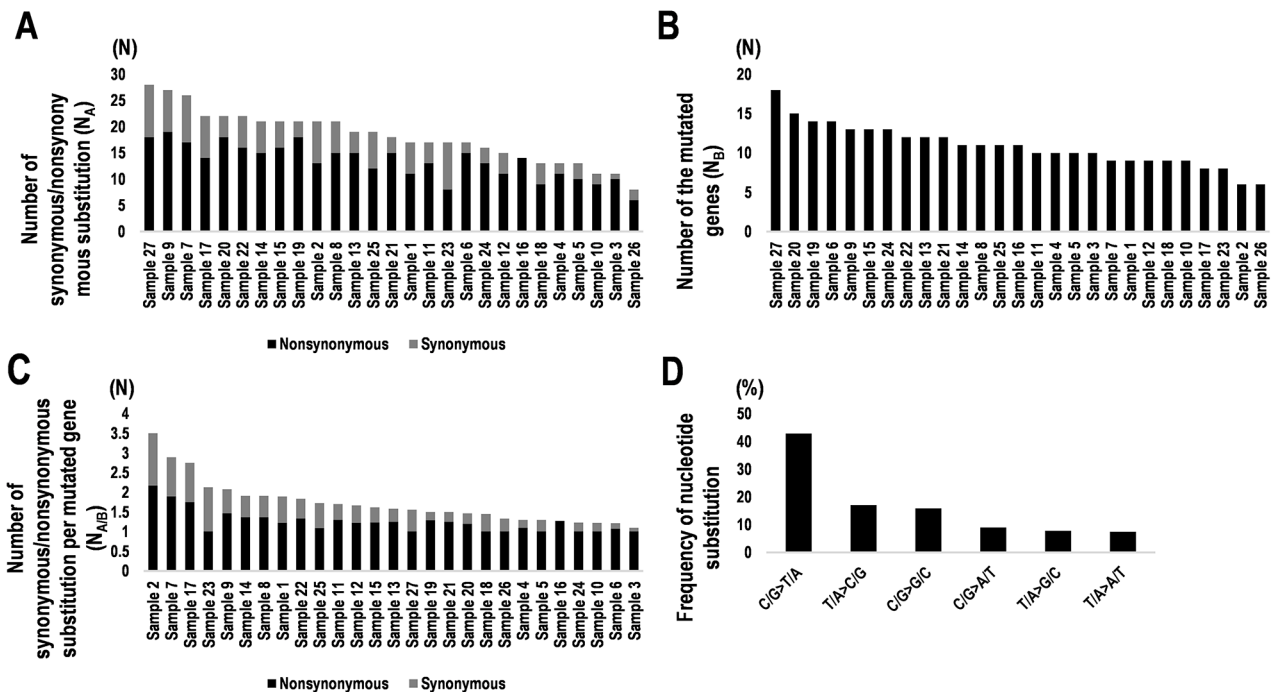 A
(N)
Number of
synonymous/nonsynony
mous substitution (NA)
30
25
20
15
10
5
0
Sample 27
Sample 9
Sample 7
Sample 17
Sample 20
Sample 22
Sample 14
Sample 15
Sample 19
Sample 2
Sample 8
Sample 13
Sample 25
Sample 21
Sample 1
Sample 11
Sample 23
Sample 6
Sample 24
Sample 12
Sample 16
Sample 18
Sample 4
Sample 5
Sample 10
Sample 3
Sample 26
Nonsynonymous
Synonymous
B
(N)
Number of the mutated
genes (NB)
20
15
10
5
0
Sample 27
Sample 20
Sample 19
Sample 6
Sample 9
Sample 15
Sample 24
Sample 22
Sample 13
Sample 21
Sample 14
Sample 8
Sample 25
Sample 16
Sample 11
Sample 4
Sample 5
Sample 3
Sample 7
Sample 1
Sample 12
Sample 18
Sample 10
Sample 17
Sample 23
Sample 2
Sample 26
C
(N)
Number of
synonymous/nonsynonymous
substitution per mutated gene
(NA/B)
4
3.5
3
2.5
2
1.5
1
0.5
0
Sample 2
Sample 7
Sample 17
Sample 23
Sample 9
Sample 14
Sample 8
Sample 1
Sample 22
Sample 25
Sample 11
Sample 12
Sample 15
Sample 13
Sample 27
Sample 19
Sample 21
Sample 20
Sample 18
Sample 26
Sample 4
Sample 5
Sample 16
Sample 24
Sample 10
Sample 6
Sample 3
Nonsynonymous
Synonymous
D
(%)
Frequency of nucleotide
substitution
50
40
30
20
10
0
C/G>T/A
T/A>C/G
C/G>G/C
C/G>A/T
T/A>G/C
T/A>A/T